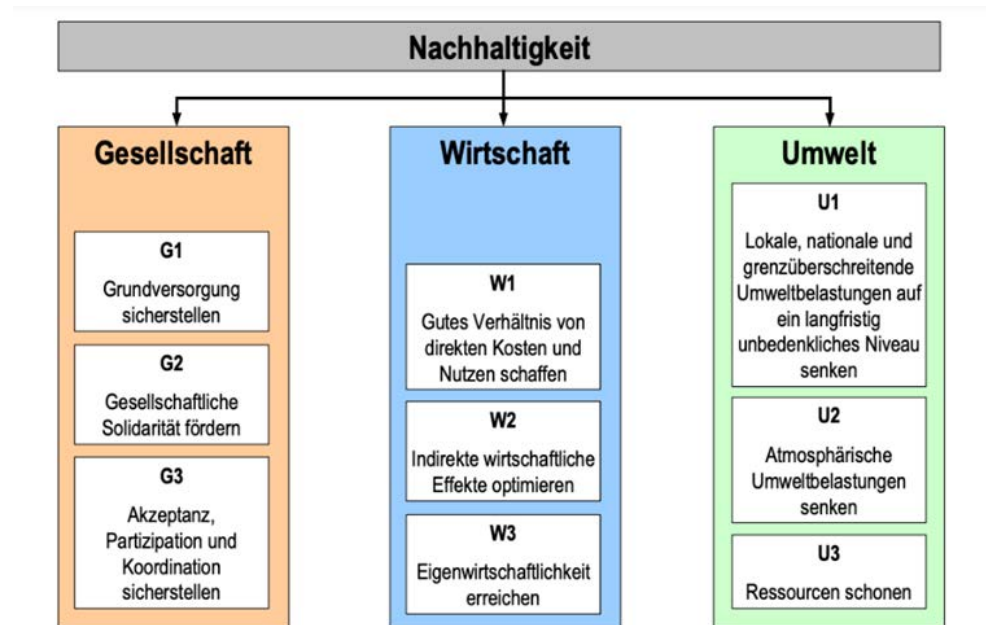 Nachhaltigkeit
Gesellschaft
G1
Grundversorgung
sicherstellen
G2
Gesellschaftliche
Solidarität fördern
G3
Akzeptanz,
Partizipation und
Koordination
sicherstellen
Wirtschaft
W1
Gutes Verhältnis von
direkten Kosten und
Nutzen schaffen
W2
Indirekte wirtschaftliche
Effekte optimieren
W3
Eigenwirtschaftlichkeit
erreichen
Umwelt
U1
Lokale, nationale und
grenzüberschreitende
Umweltbelastungen auf
ein langfristig
unbedenkliches Niveau
senken
U2
Atmosphärische
Umweltbelastungen
senken
U3
Ressourcen schonen